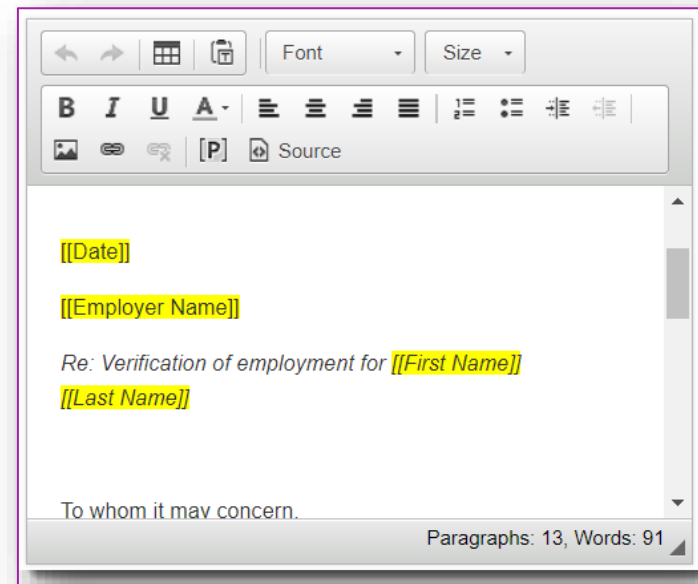 Font Size
B I U A
[P] Source
[[Date]]
[[Employer Name]]
Re: Verification of employment for [[First Name]]
[[Last Name]]
To whom it may concern,
Paragraphs: 13, Words: 91